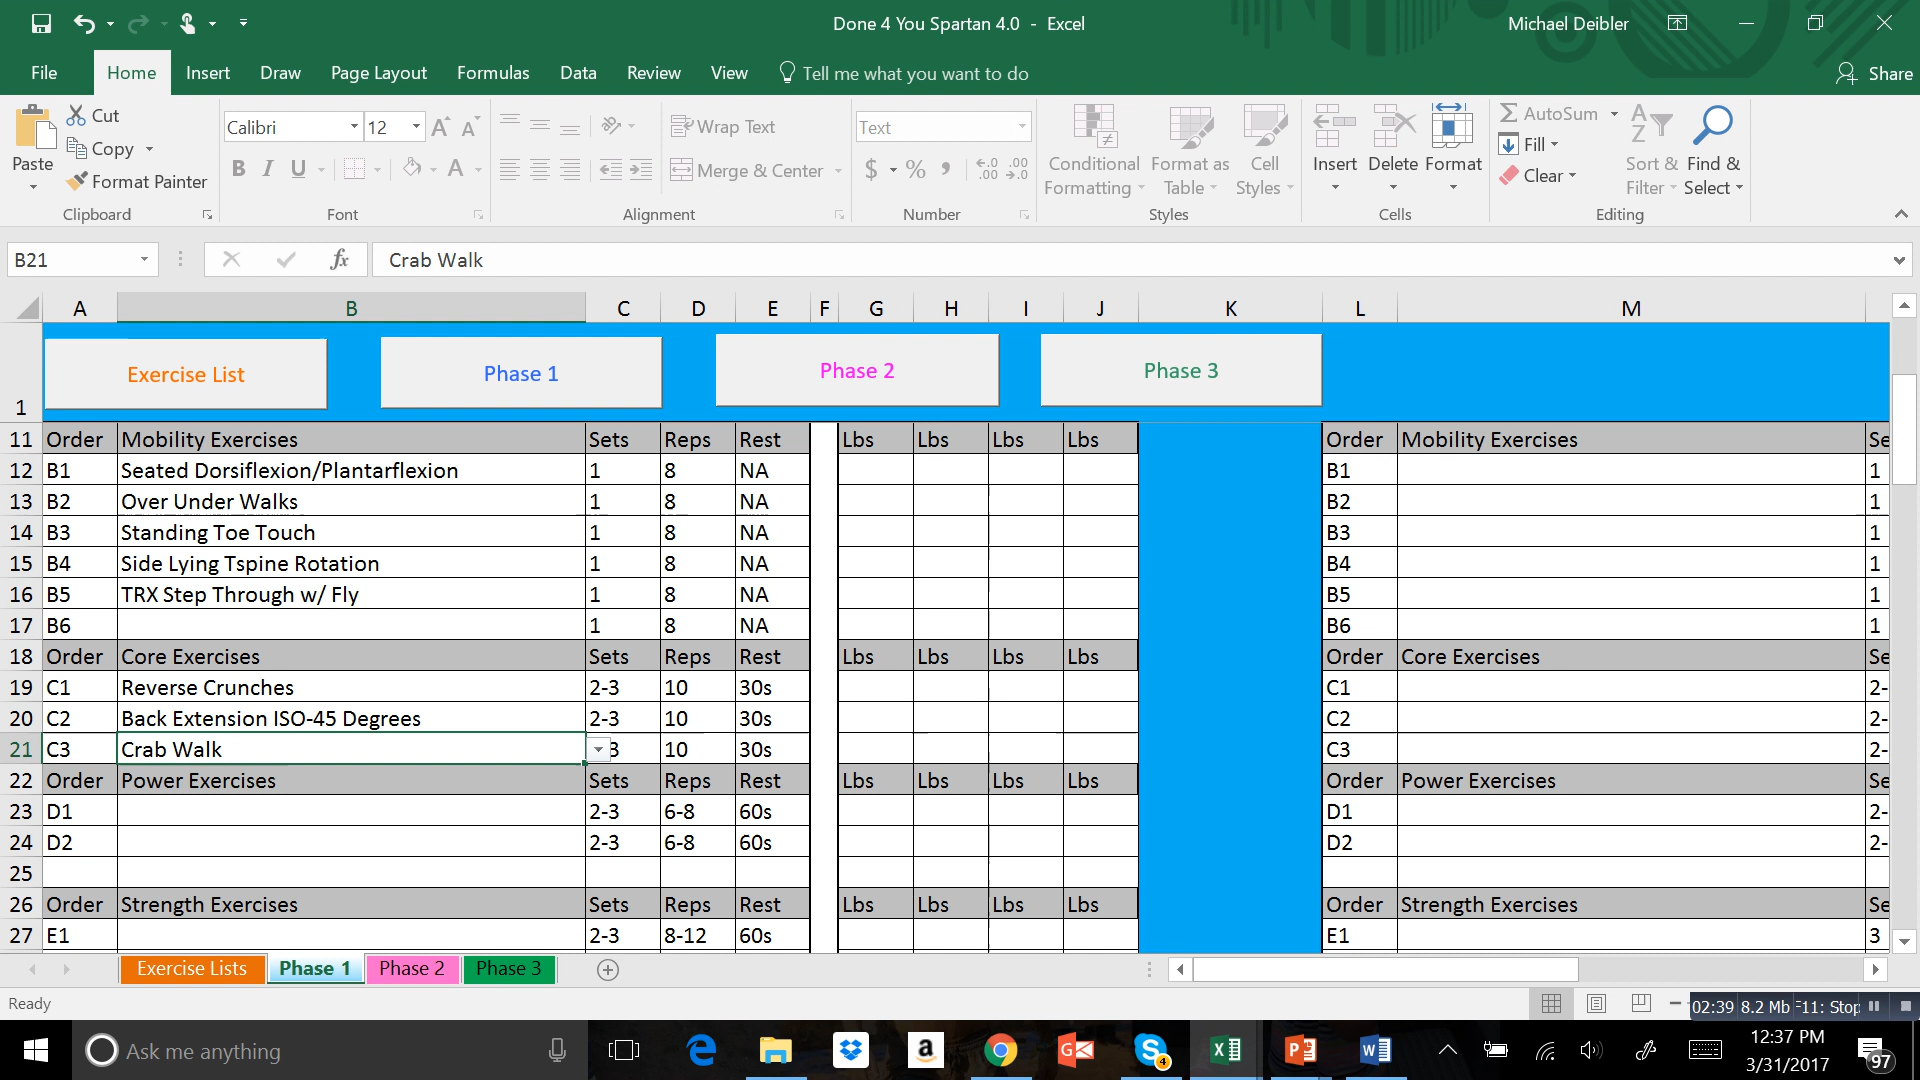 Done 4 You Spartan 4.0 - Excel
Michael Deibler
File Home Insert Draw Page Layout Formulas Data Review View Tell me what you want to do Share
Paste
Cut
Copy
Format Painter
Clipboard
Calibri 12
B I U
Font
Wrap Text
Merge & Center
Alignment
Text
$ % ,
Number
Conditional Formatting
Format as Table
Cell Styles
Styles
Insert Delete Format
Cells
AutoSum
Fill
Clear
Sort & Filter
Find & Select
Editing
B21 fx Crab Walk
A B C D E F G H I J K L M
1 Exercise List Phase 1 Phase 2 Phase 3
11 Order Mobility Exercises Sets Reps Rest Lbs Lbs Lbs Lbs Order Mobility Exercises Se
12 B1 Seated Dorsiflexion/Plantarflexion 1 8 NA B1 1
13 B2 Over Under Walks 1 8 NA B2 1
14 B3 Standing Toe Touch 1 8 NA B3 1
15 B4 Side Lying Tspine Rotation 1 8 NA B4 1
16 B5 TRX Step Through w/ Fly 1 8 NA B5 1
17 B6 1 8 NA B6 1
18 Order Core Exercises Sets Reps Rest Lbs Lbs Lbs Lbs Order Core Exercises Se
19 C1 Reverse Crunches 2-3 10 30s C1 2-
20 C2 Back Extension ISO-45 Degrees 2-3 10 30s C2 2-
21 C3 Crab Walk 3 10 30s C3 2-
22 Order Power Exercises Sets Reps Rest Lbs Lbs Lbs Lbs Order Power Exercises Se
23 D1 2-3 6-8 60s D1 2-
24 D2 2-3 6-8 60s D2 2-
25
26 Order Strength Exercises Sets Reps Rest Lbs Lbs Lbs Lbs Order Strength Exercises Se
27 E1 2-3 8-12 60s E1 3
Exercise Lists Phase 1 Phase 2 Phase 3
Ready
02:39 8.2 Mb F11: Stop
Ask me anything
12:37 PM
3/31/2017
97